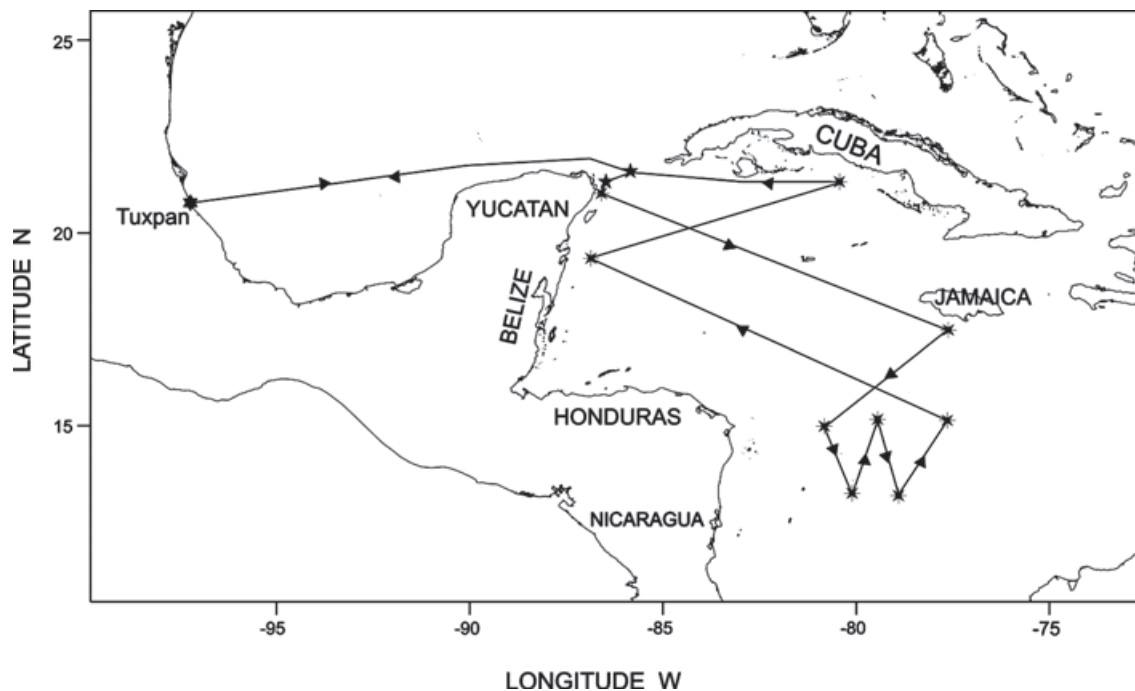 25
CUBA
Tuxpan
YUCATAN
20
BELIZE
JAMAICA
LATITUDE N
15
HONDURAS
NICARAGUA
-95
-90
-85
-80
-75
LONGITUDE W